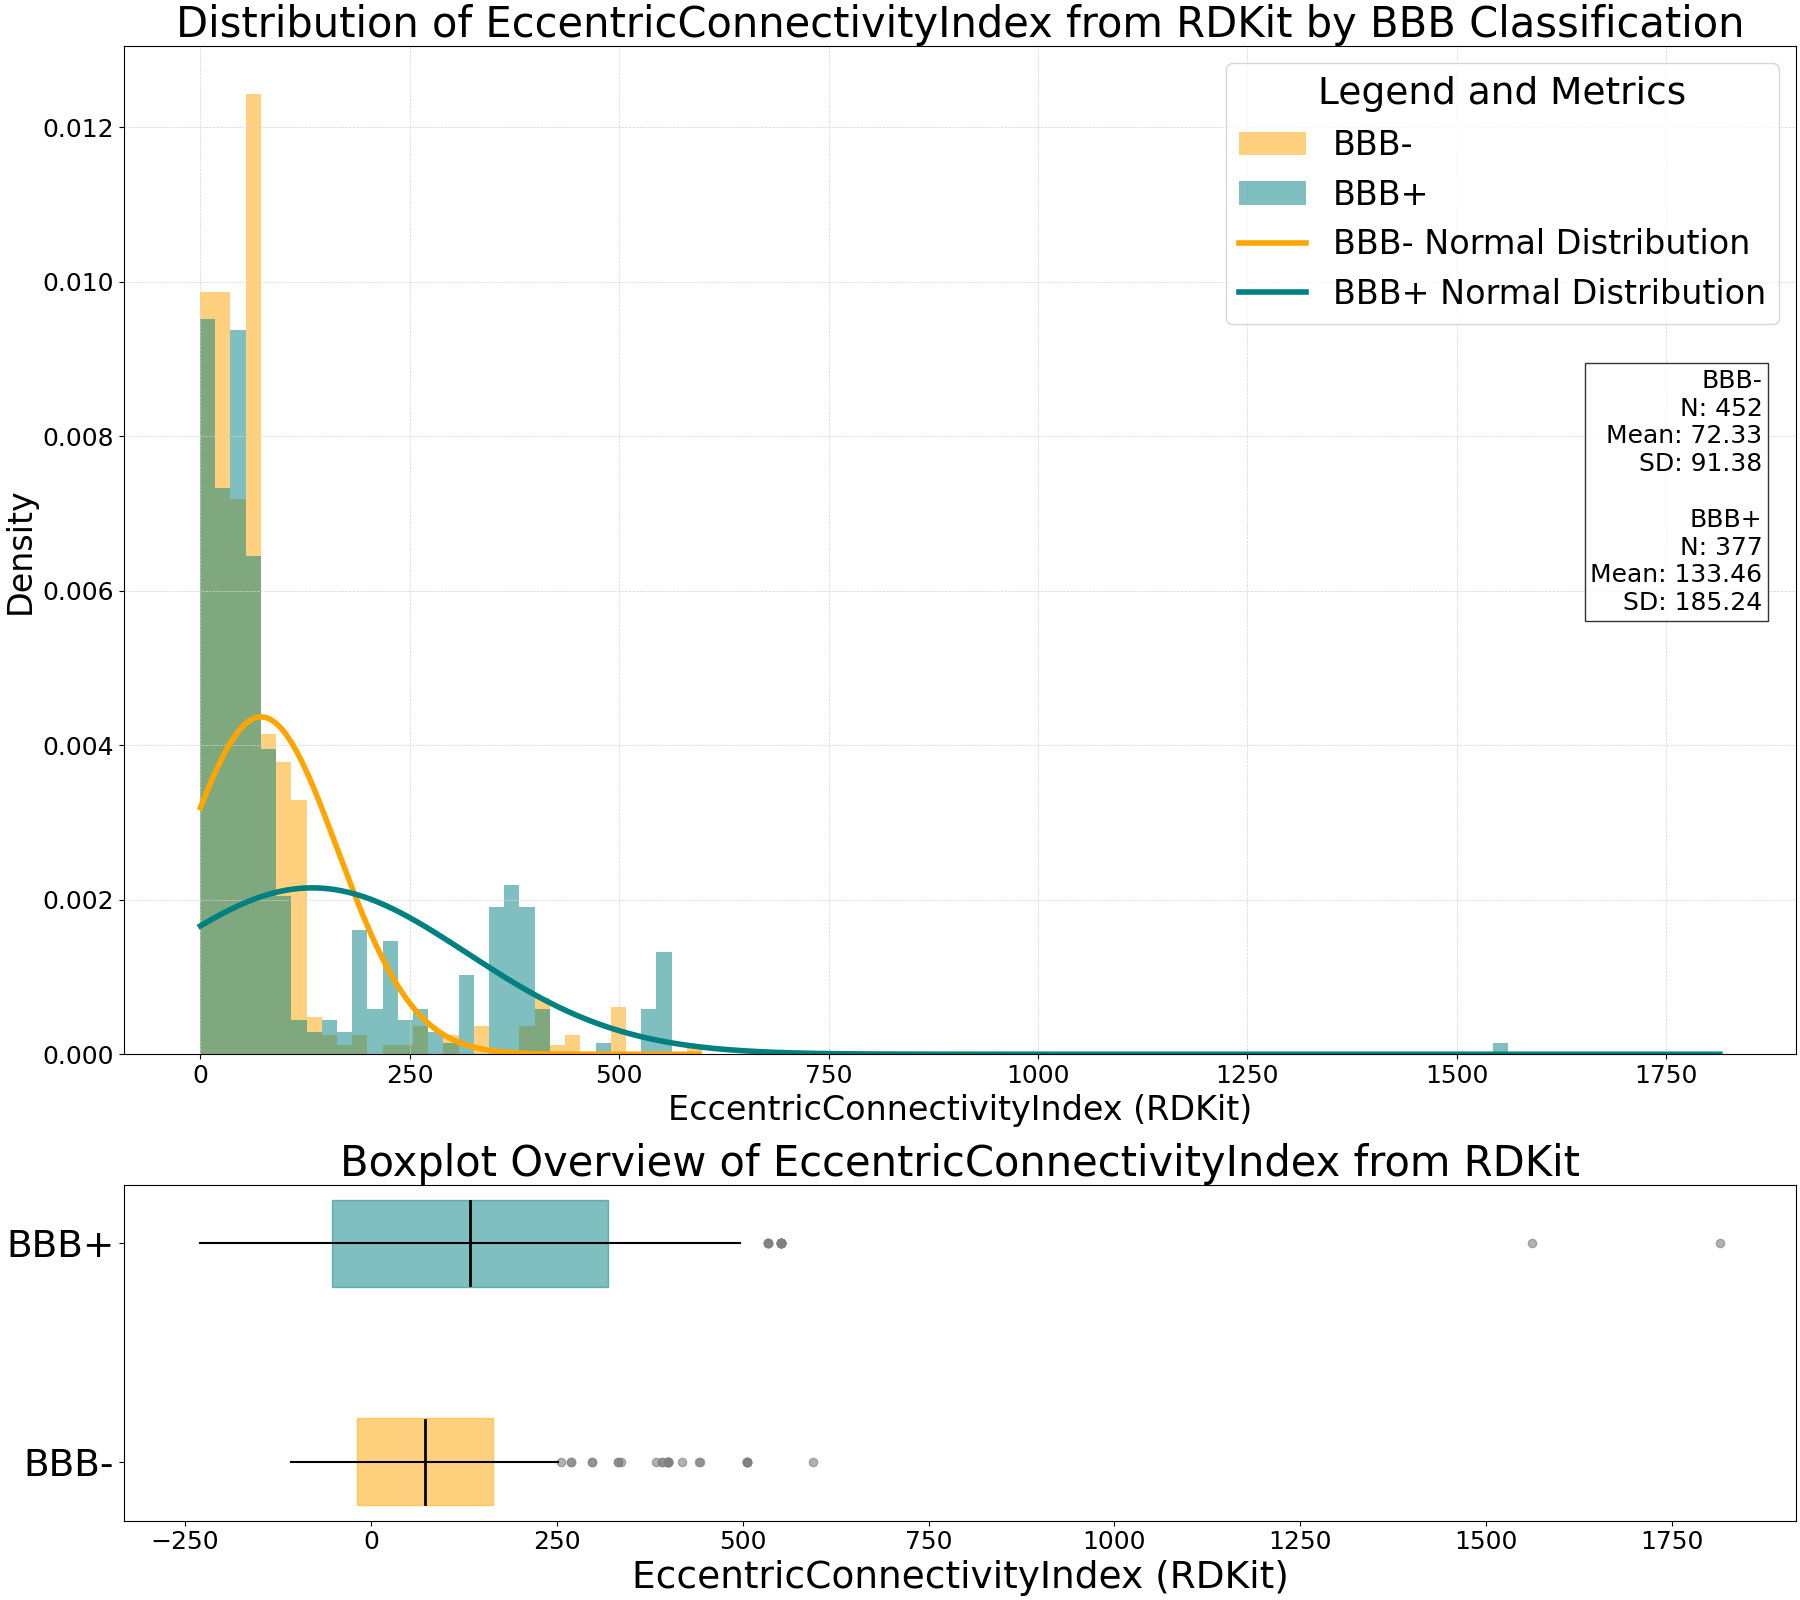 Distribution of EccentricConnectivityIndex from RDKit by BBB Classification
Legend and Metrics
BBB-
BBB+
BBB- Normal Distribution
BBB+ Normal Distribution
BBB-
N: 452
Mean: 72.33
SD: 91.38
BBB+
N: 377
Mean: 133.46
SD: 185.24
Density
0.012
0.010
0.008
0.006
0.004
0.002
0.000
0 250 500 750 1000 1250 1500 1750
EccentricConnectivityIndex (RDKit)
Boxplot Overview of EccentricConnectivityIndex from RDKit
BBB+
BBB-
−250 0 250 500 750 1000 1250 1500 1750
EccentricConnectivityIndex (RDKit)